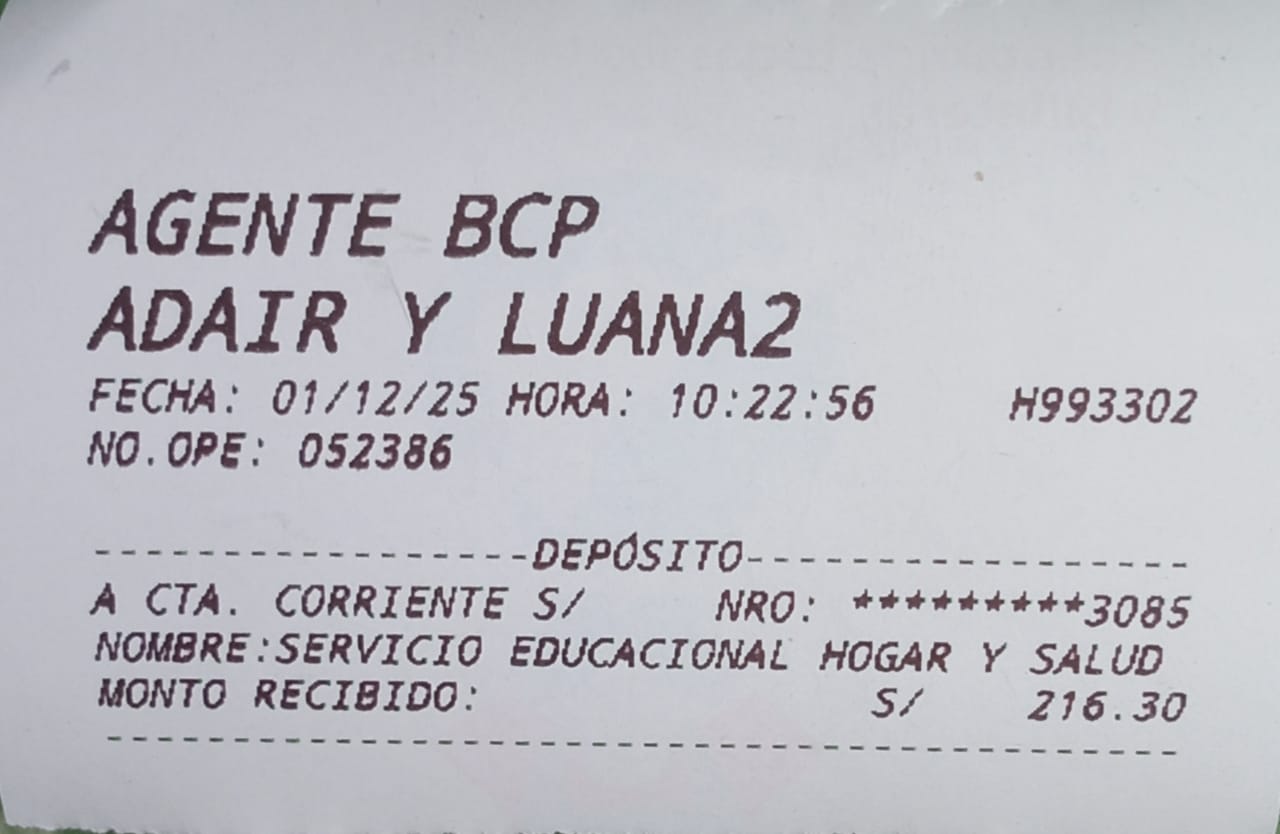 AGENTE BCP
ADAIR Y LUANA2
FECHA: 01/12/25 HORA: 10:22:56 H993302
NO.OPE: 052386
-----------------DEPÓSITO-----------------
A CTA. CORRIENTE S/ NRO: *********3085
NOMBRE:SERVICIO EDUCACIONAL HOGAR Y SALUD
MONTO RECIBIDO: S/ 216.30
------------------------------------------